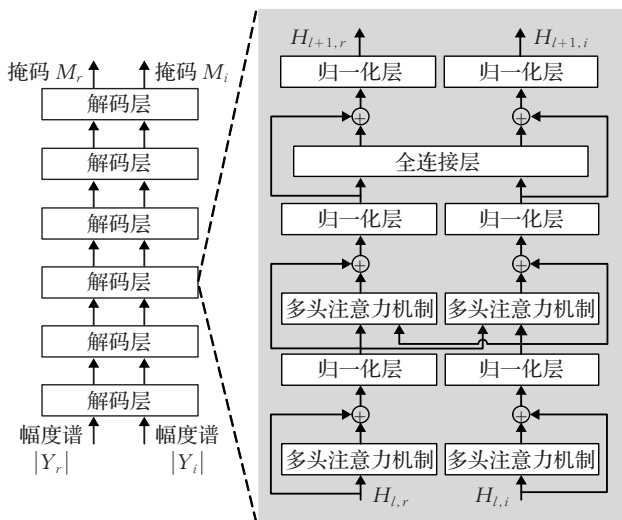 掩码 M_r 掩码 M_i
解码层
解码层
解码层
解码层
解码层
解码层
幅度谱 幅度谱
|Y_r| |Y_i|
H_{l+1,r} H_{l+1,i}
归一化层 归一化层
+ +
全连接层
归一化层 归一化层
+ +
多头注意力机制 多头注意力机制
归一化层 归一化层
+ +
多头注意力机制 多头注意力机制
H_{l,r} H_{l,i}